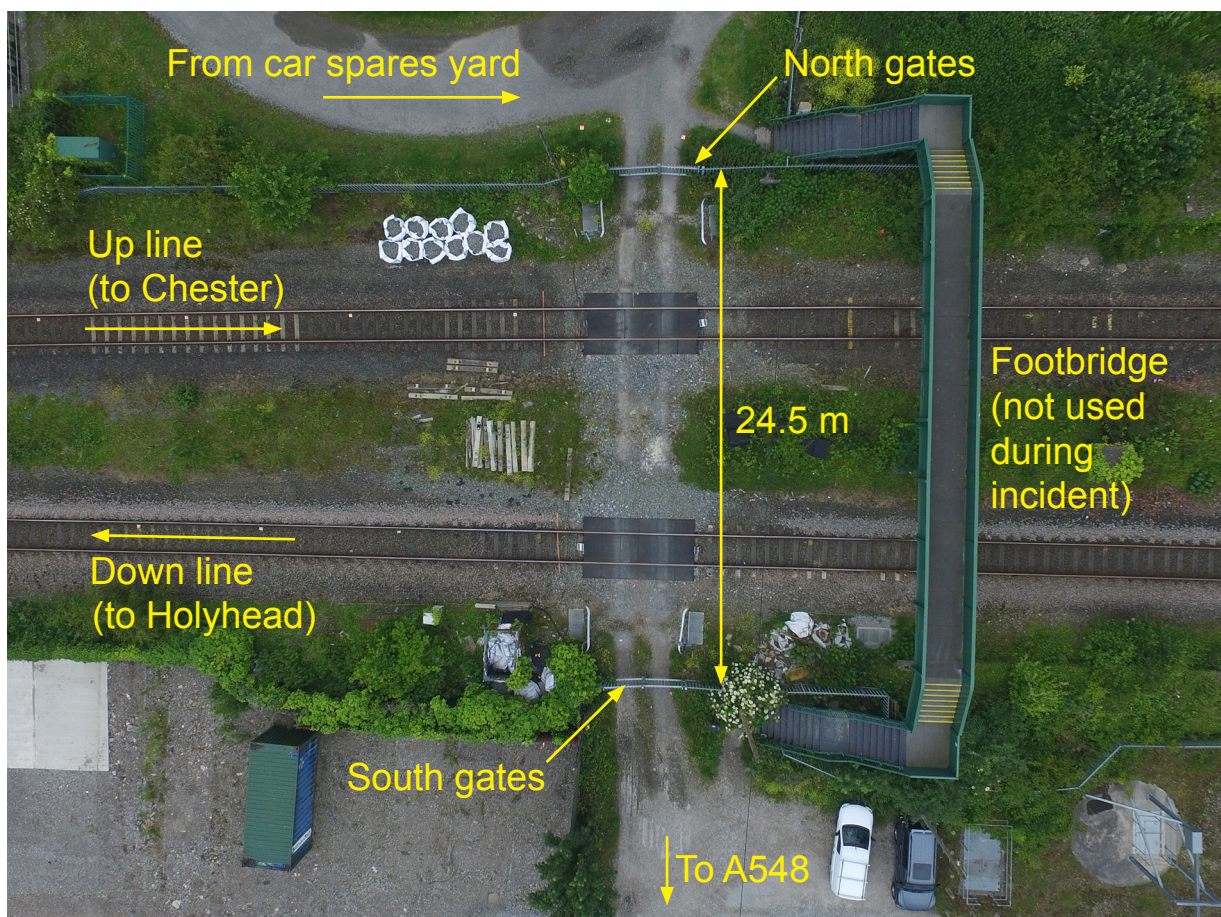 From car spares yard
North gates
Up line
(to Chester)
Footbridge
(not used
during
incident)
24.5 m
Down line
(to Holyhead)
South gates
To A548